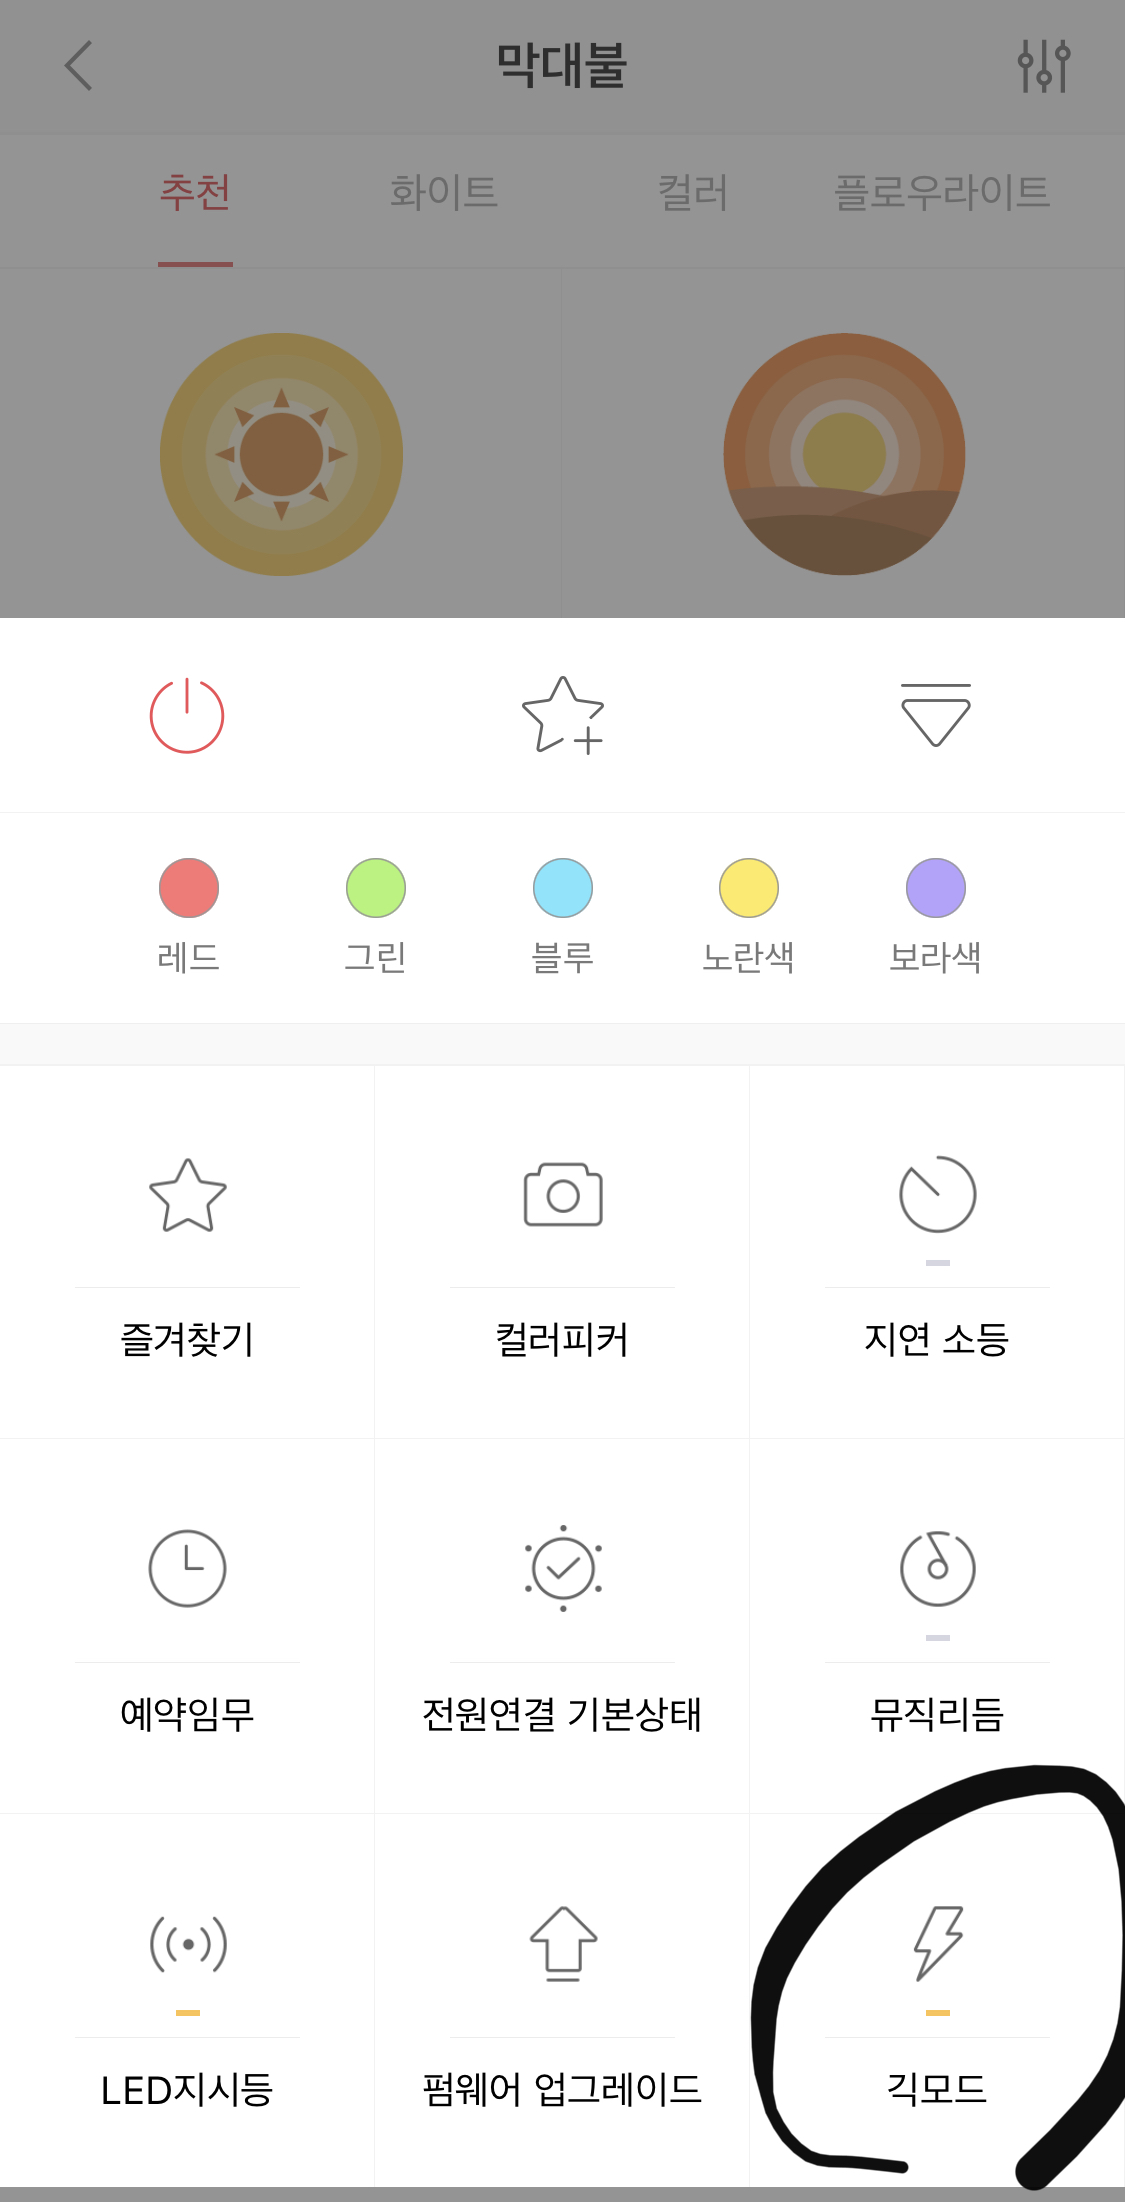 막대불
추천 화이트 컬러 플로우라이트
레드 그린 블루 노란색 보라색
즐겨찾기 컬러피커 지연 소등
예약임무 전원연결 기본상태 뮤직리듬
LED지시등 펌웨어 업그레이드 긱모드